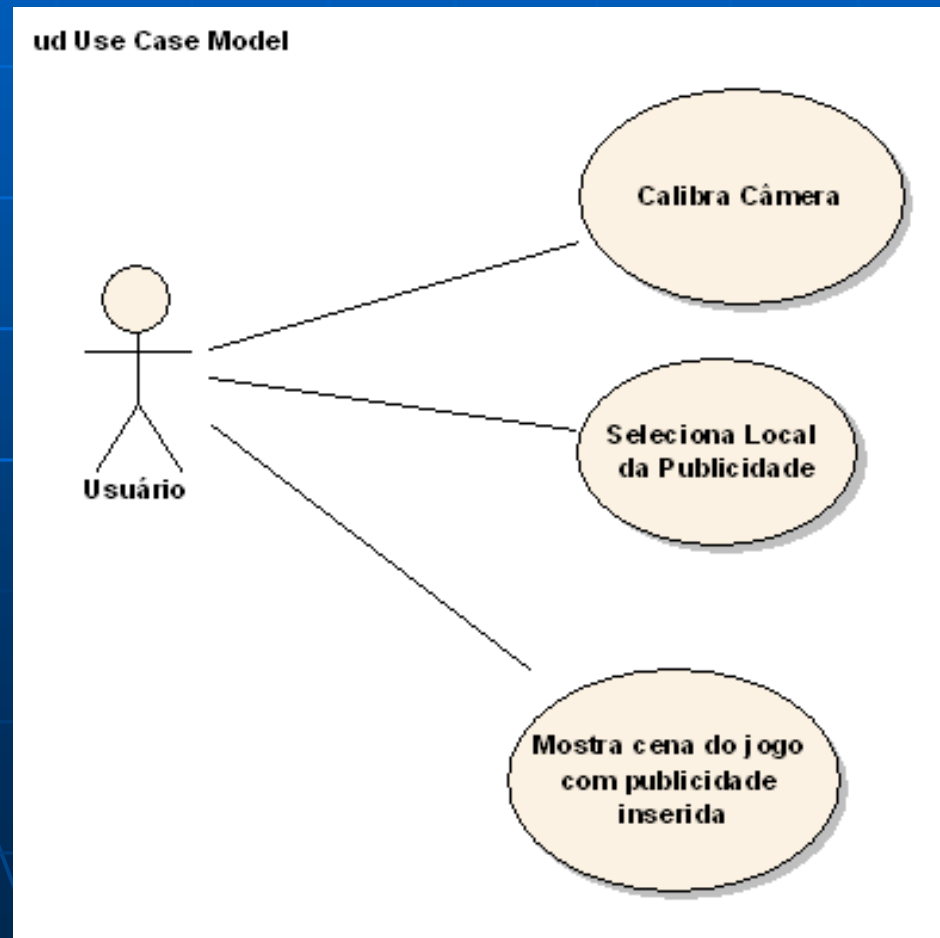 ud Use Case Model
Calibra Câmera
Seleciona Local
da Publicidade
Usuário
Mostra cena do jogo
com publicidade
inserida